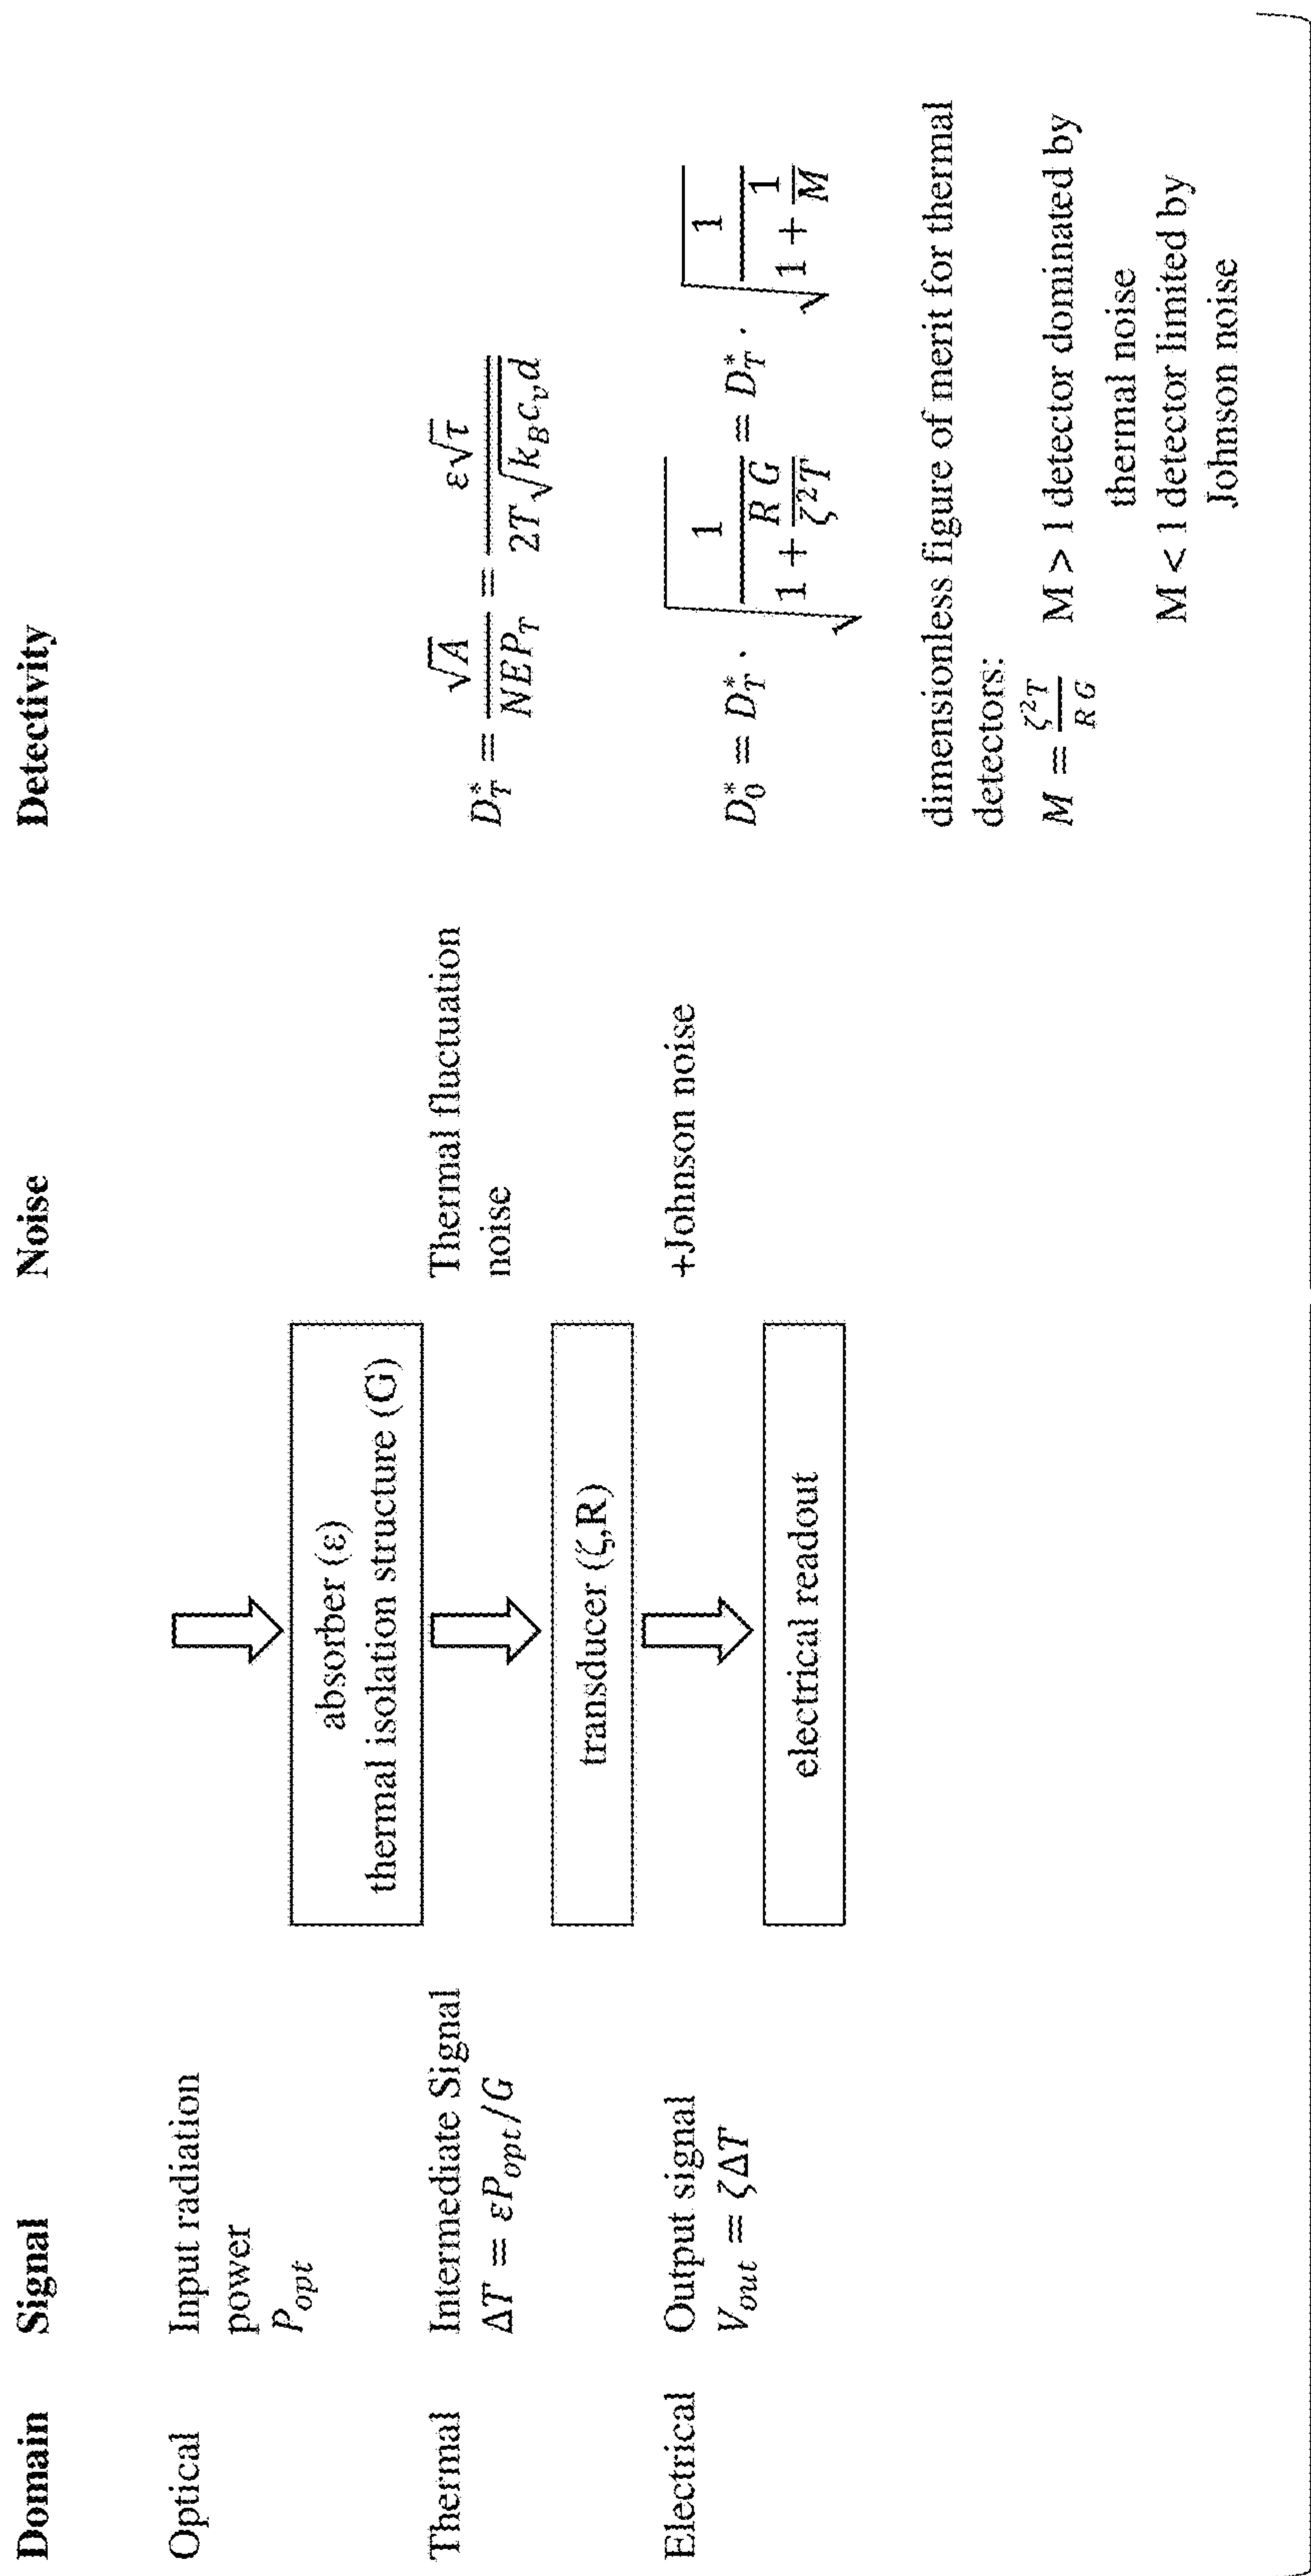 Domain Signal Noise Detectivity
Optical
Input radiation
power
P_opt
absorber (ε)
thermal isolation structure (G)
Thermal
Intermediate Signal
ΔT = εP_opt/G
Thermal fluctuation
noise
D*_T = √A / NEP_T = ε√τ / 2T√(k_B c_v d)
transducer (ζ,R)
Electrical
Output signal
V_out = ζΔT
+Johnson noise
D*_0 = D*_T · √(1 / (1 + R G / ζ²T)) = D*_T · √(1 / (1 + 1/M))
electrical readout
dimensionless figure of merit for thermal
detectors:
M = ζ²T / R G M > 1 detector dominated by
thermal noise
M < 1 detector limited by
Johnson noise